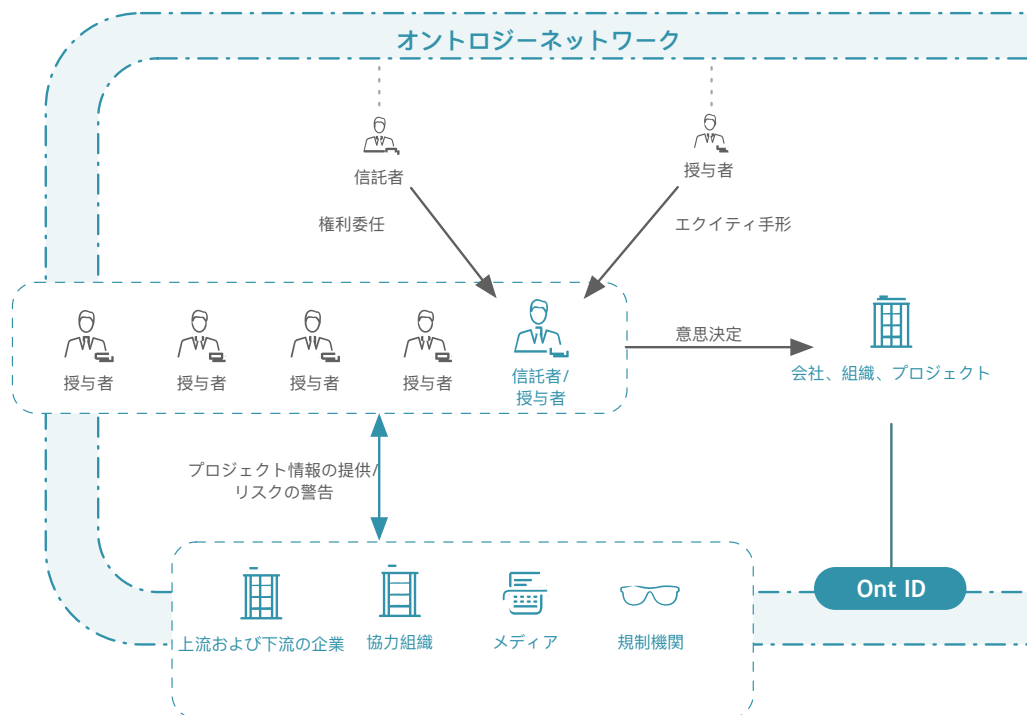 オントロジーネットワーク
信託者
授与者
権利委任
エクイティ手形
授与者
授与者
授与者
授与者
信託者/
授与者
意思決定
会社、組織、プロジェクト
プロジェクト情報の提供/
リスクの警告
Ont ID
上流および下流の企業
協力組織
メディア
規制機関